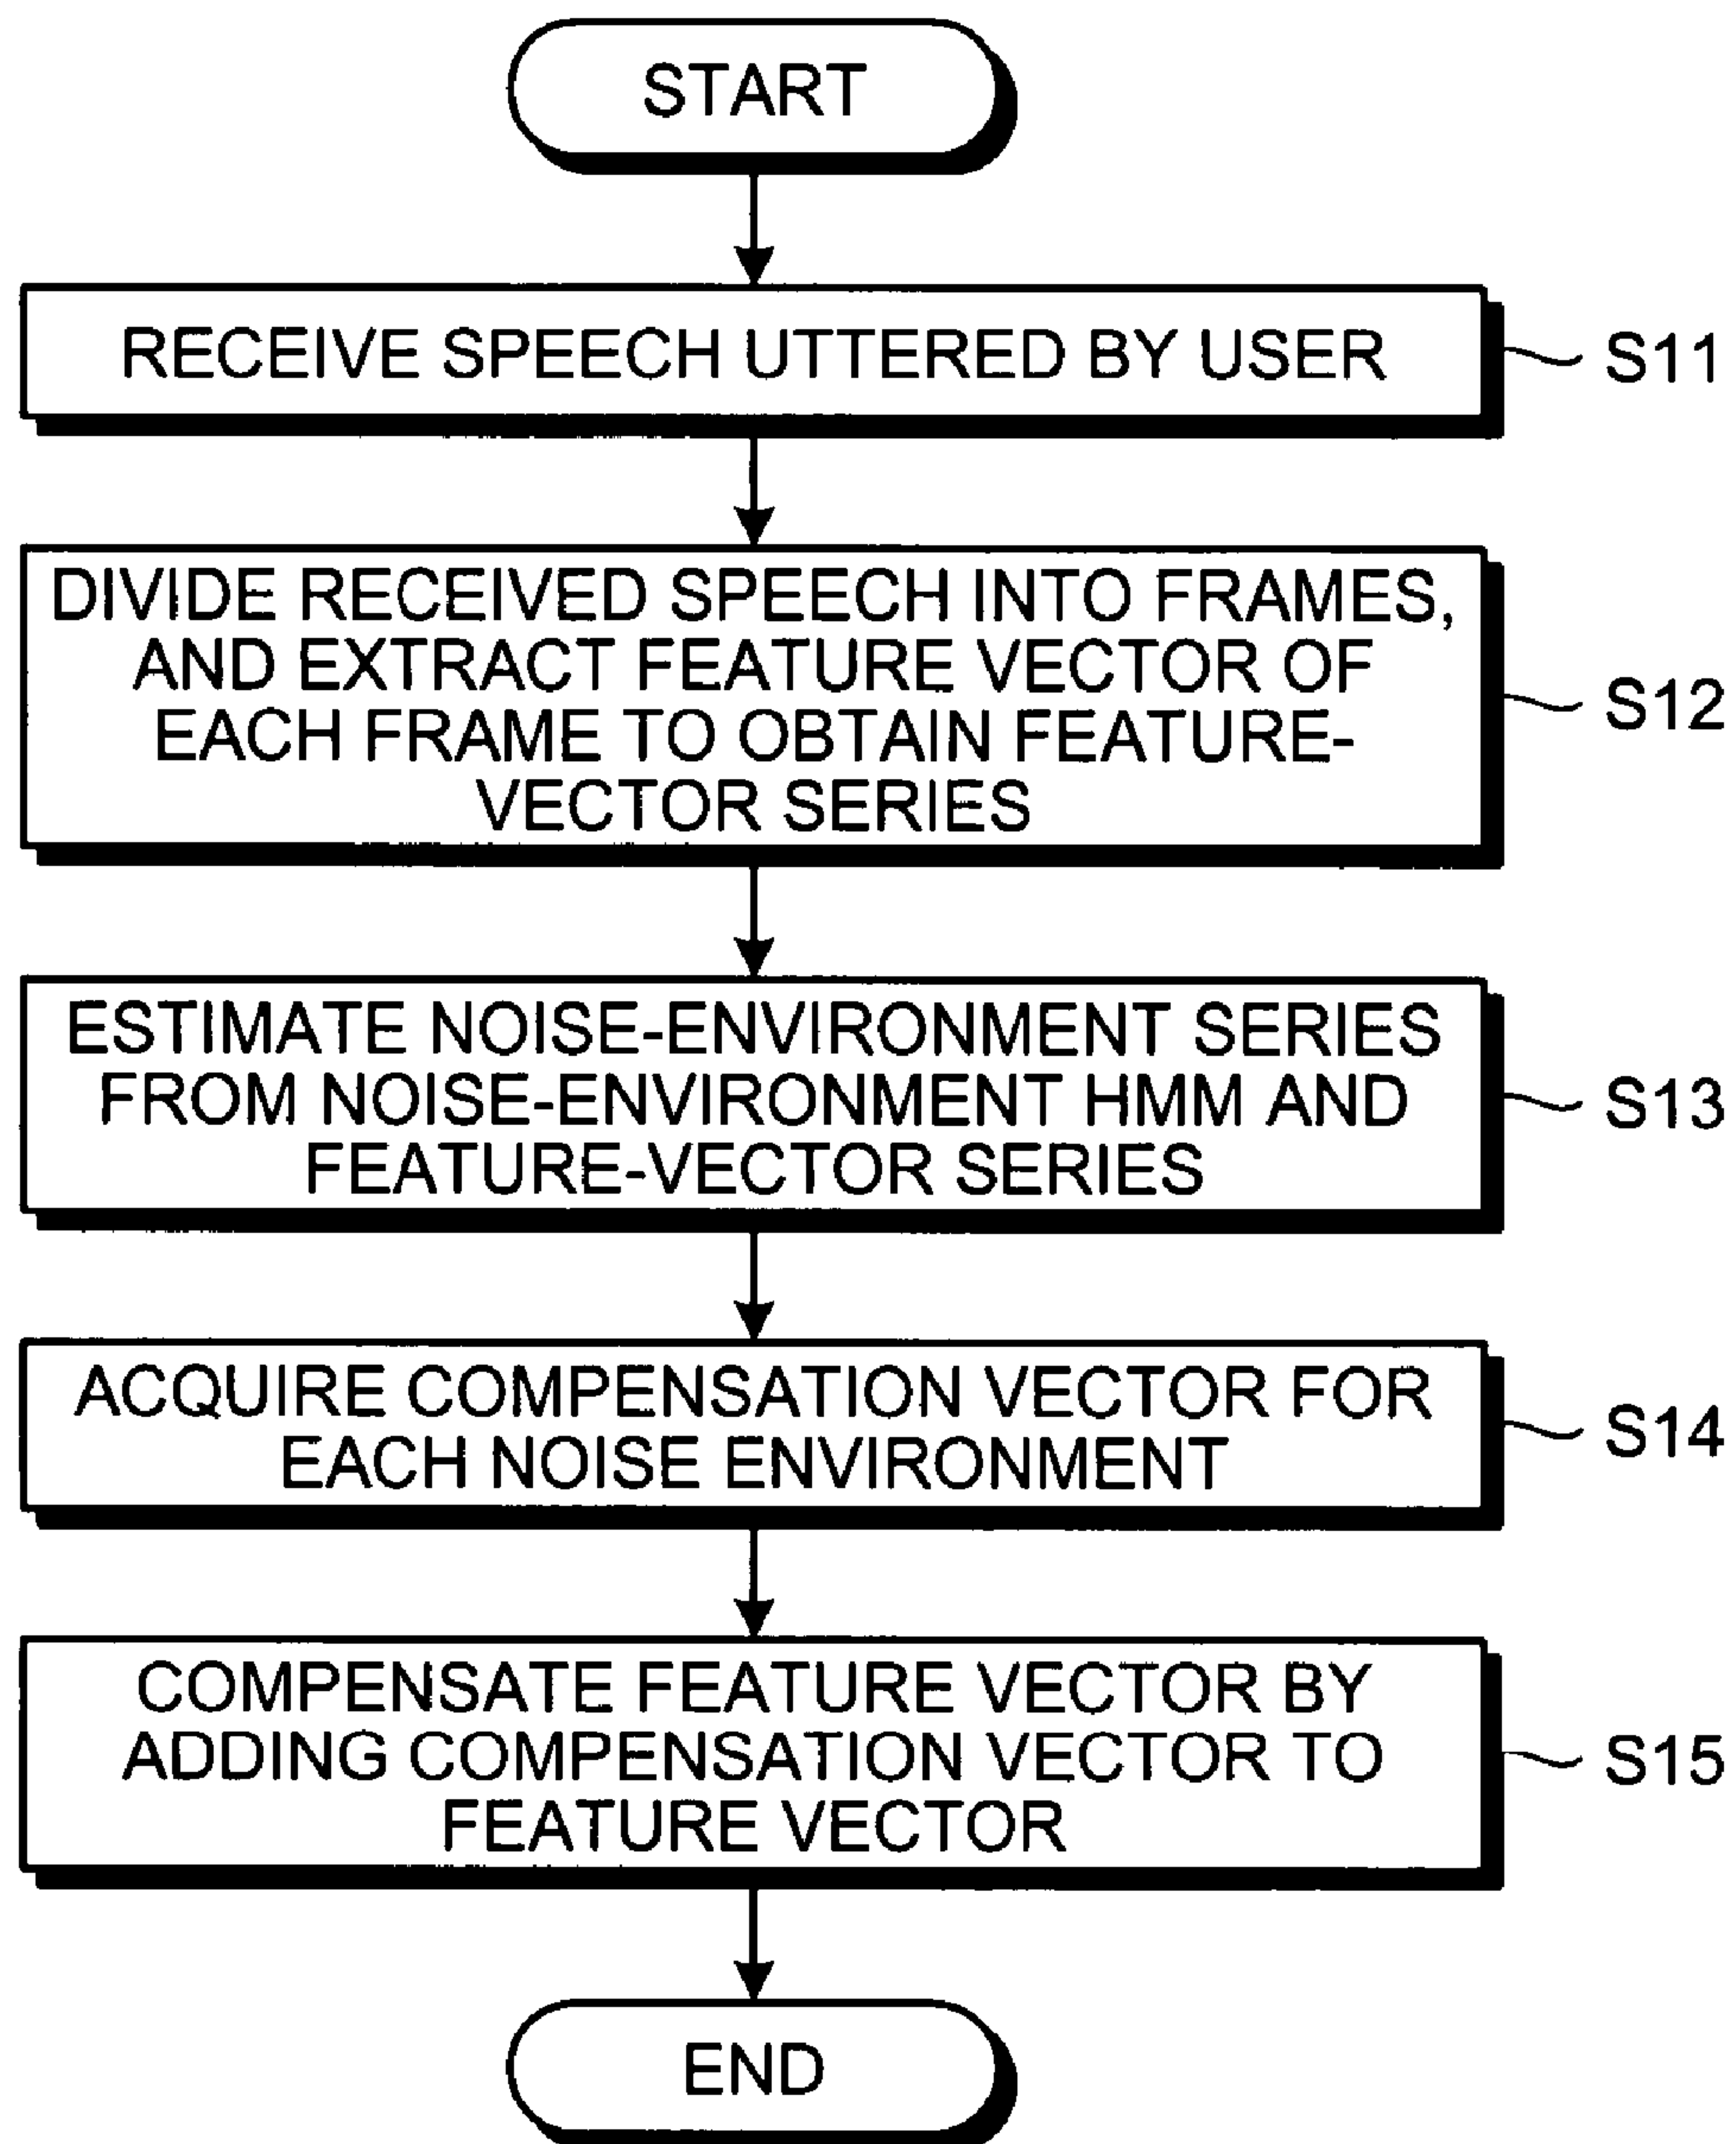 START
RECEIVE SPEECH UTTERED BY USER
S11
DIVIDE RECEIVED SPEECH INTO FRAMES,
AND EXTRACT FEATURE VECTOR OF
EACH FRAME TO OBTAIN FEATURE-
VECTOR SERIES
S12
ESTIMATE NOISE-ENVIRONMENT SERIES
FROM NOISE-ENVIRONMENT HMM AND
FEATURE-VECTOR SERIES
S13
ACQUIRE COMPENSATION VECTOR FOR
EACH NOISE ENVIRONMENT
S14
COMPENSATE FEATURE VECTOR BY
ADDING COMPENSATION VECTOR TO
FEATURE VECTOR
S15
END